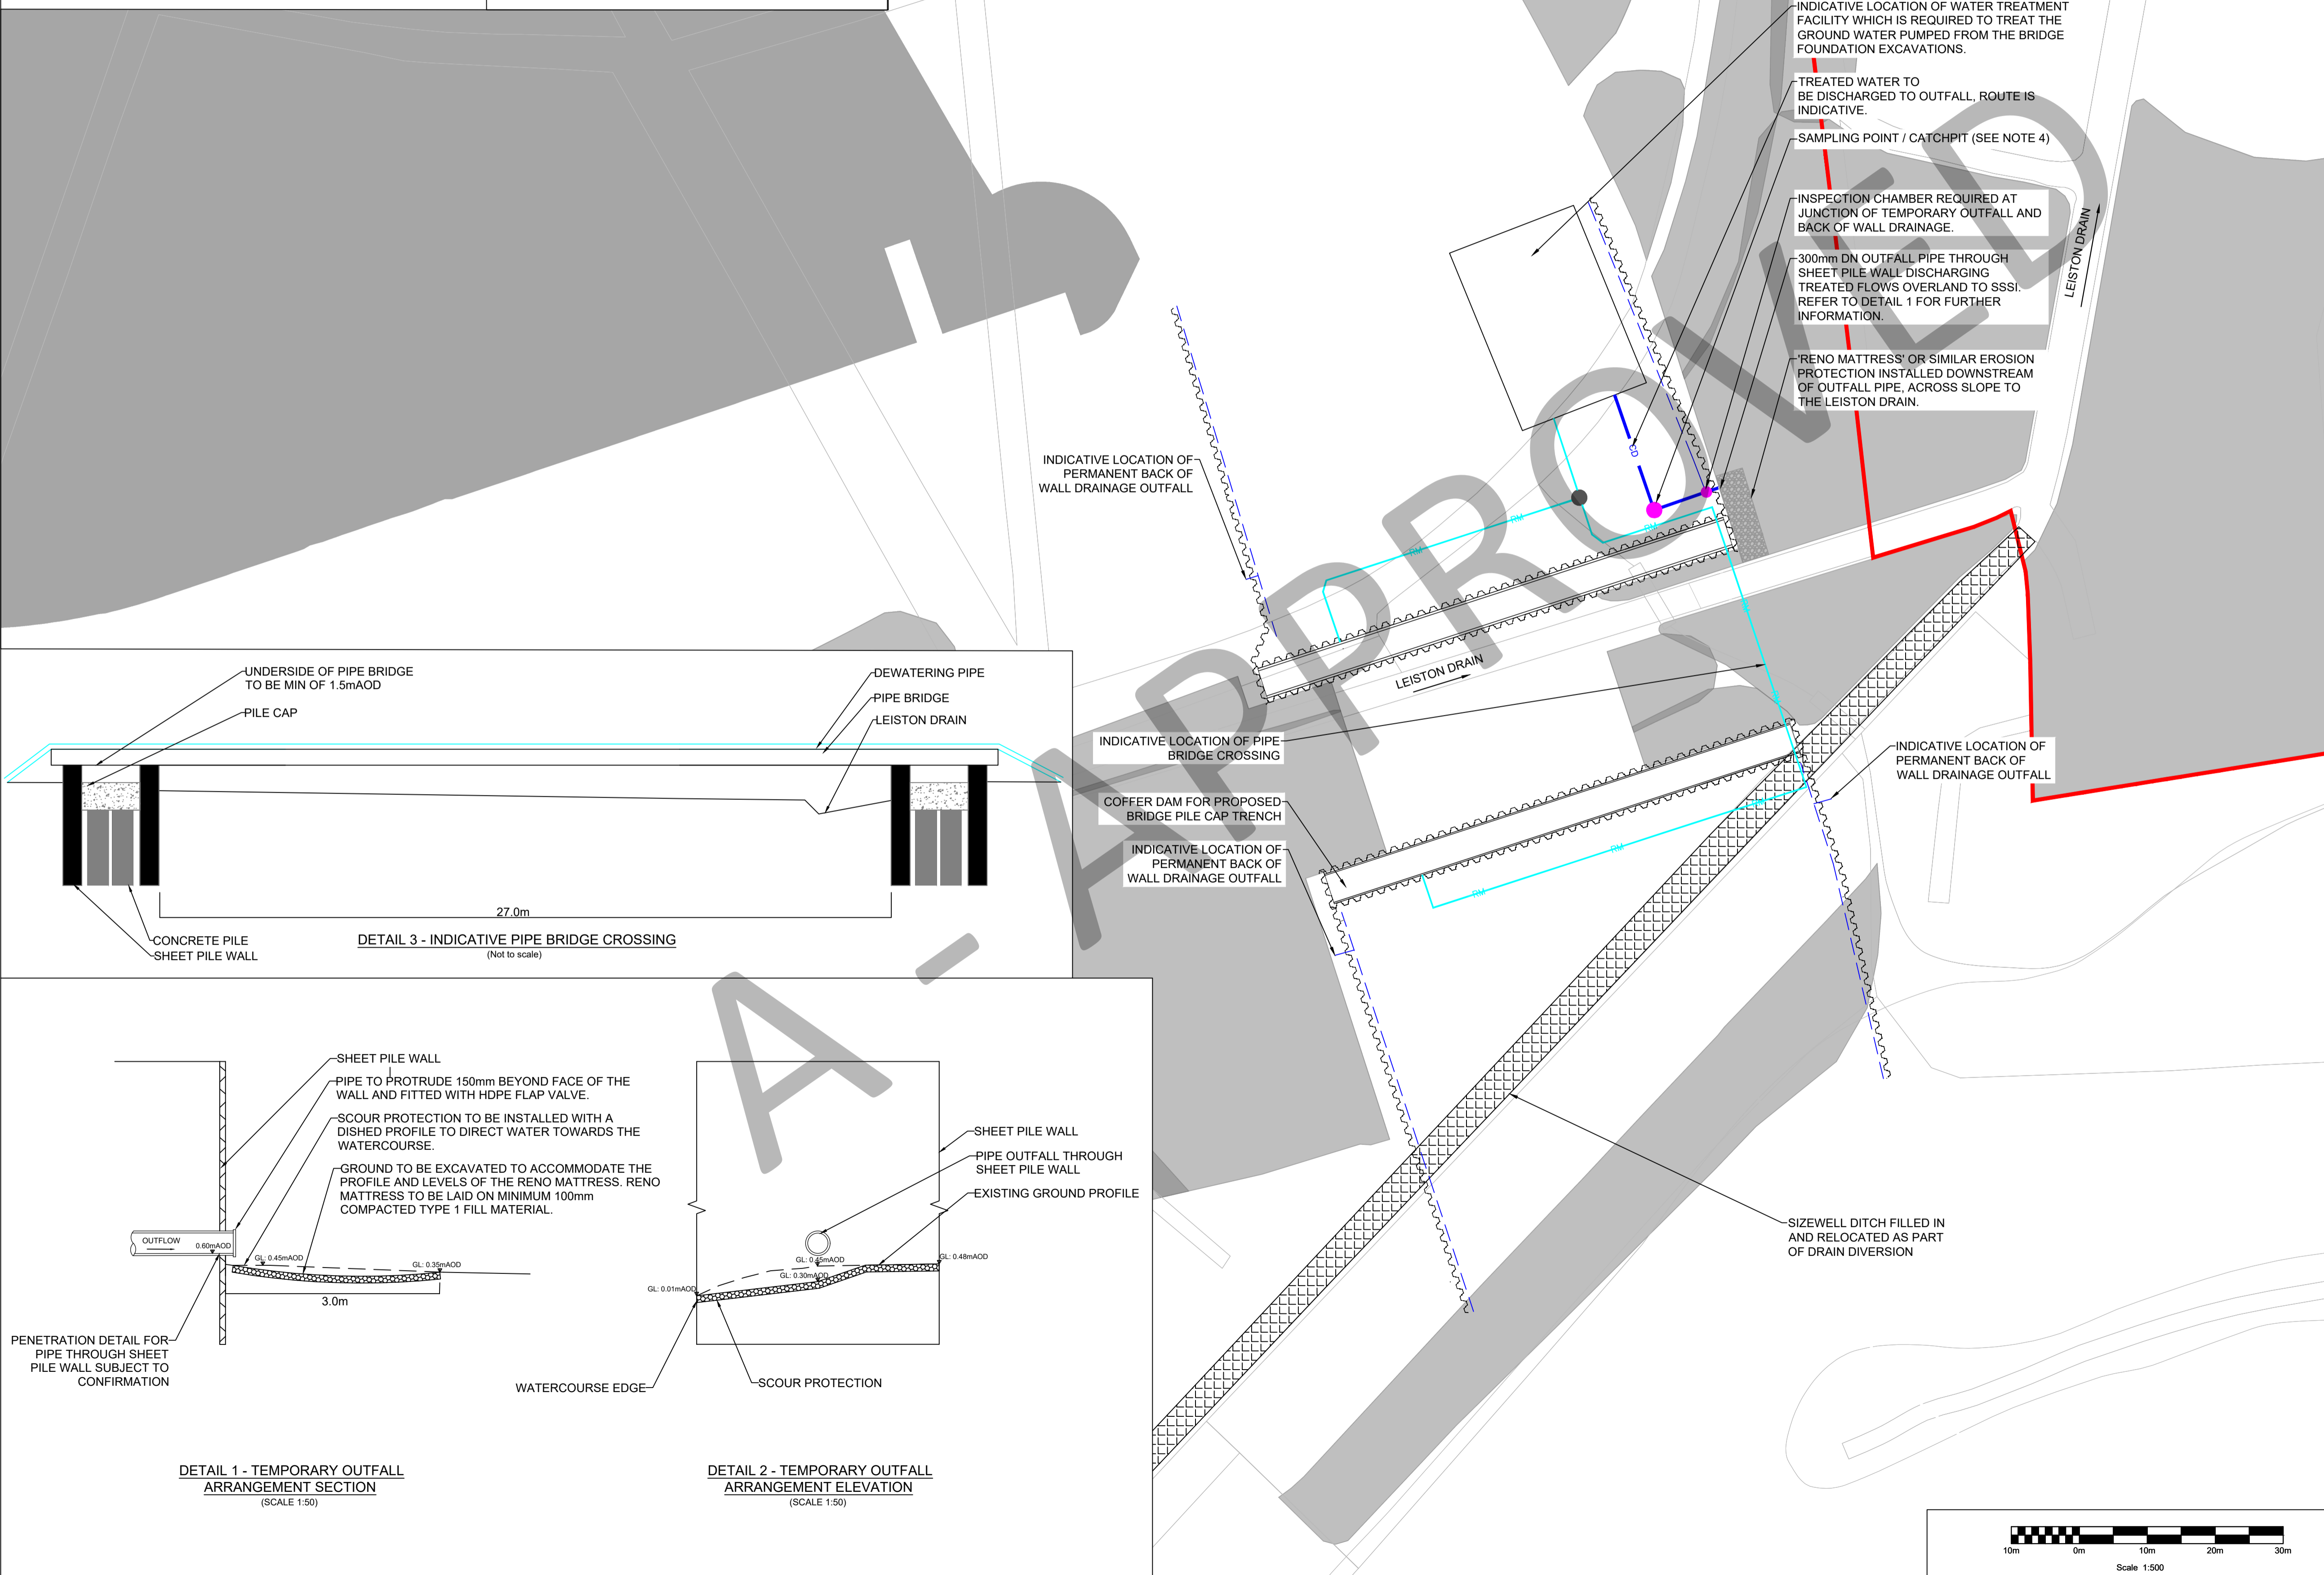 INDICATIVE LOCATION OF WATER TREATMENT
FACILITY WHICH IS REQUIRED TO TREAT THE
GROUND WATER PUMPED FROM THE BRIDGE
FOUNDATION EXCAVATIONS.
TREATED WATER TO
BE DISCHARGED TO OUTFALL, ROUTE IS
INDICATIVE.
SAMPLING POINT / CATCHPIT (SEE NOTE 4)
INSPECTION CHAMBER REQUIRED AT
JUNCTION OF TEMPORARY OUTFALL AND
BACK OF WALL DRAINAGE.
300mm DN OUTFALL PIPE THROUGH
SHEET PILE WALL DISCHARGING
TREATED FLOWS OVERLAND TO SSSI.
REFER TO DETAIL 1 FOR FURTHER
INFORMATION.
'RENO MATTRESS' OR SIMILAR EROSION
PROTECTION INSTALLED DOWNSTREAM
OF OUTFALL PIPE, ACROSS SLOPE TO
THE LEISTON DRAIN.
LEISTON DRAIN
INDICATIVE LOCATION OF
PERMANENT BACK OF
WALL DRAINAGE OUTFALL
CD
RM
RM
RM
LEISTON DRAIN
INDICATIVE LOCATION OF PIPE
BRIDGE CROSSING
INDICATIVE LOCATION OF
PERMANENT BACK OF
WALL DRAINAGE OUTFALL
COFFER DAM FOR PROPOSED
BRIDGE PILE CAP TRENCH
INDICATIVE LOCATION OF
PERMANENT BACK OF
WALL DRAINAGE OUTFALL
RM
RM
RM
SIZEWELL DITCH FILLED IN
AND RELOCATED AS PART
OF DRAIN DIVERSION
A - APPROVED
UNDERSIDE OF PIPE BRIDGE
TO BE MIN OF 1.5mAOD
PILE CAP
DEWATERING PIPE
PIPE BRIDGE
LEISTON DRAIN
27.0m
CONCRETE PILE
SHEET PILE WALL
DETAIL 3 - INDICATIVE PIPE BRIDGE CROSSING
(Not to scale)
SHEET PILE WALL
PIPE TO PROTRUDE 150mm BEYOND FACE OF THE
WALL AND FITTED WITH HDPE FLAP VALVE.
SCOUR PROTECTION TO BE INSTALLED WITH A
DISHED PROFILE TO DIRECT WATER TOWARDS THE
WATERCOURSE.
GROUND TO BE EXCAVATED TO ACCOMMODATE THE
PROFILE AND LEVELS OF THE RENO MATTRESS. RENO
MATTRESS TO BE LAID ON MINIMUM 100mm
COMPACTED TYPE 1 FILL MATERIAL.
OUTFLOW
0.60mAOD
GL: 0.45mAOD
GL: 0.35mAOD
3.0m
PENETRATION DETAIL FOR
PIPE THROUGH SHEET
PILE WALL SUBJECT TO
CONFIRMATION
DETAIL 1 - TEMPORARY OUTFALL
ARRANGEMENT SECTION
(SCALE 1:50)
SHEET PILE WALL
PIPE OUTFALL THROUGH
SHEET PILE WALL
EXISTING GROUND PROFILE
GL: 0.45mAOD
GL: 0.48mAOD
GL: 0.30mAOD
GL: 0.01mAOD
WATERCOURSE EDGE
SCOUR PROTECTION
DETAIL 2 - TEMPORARY OUTFALL
ARRANGEMENT ELEVATION
(SCALE 1:50)
10m 0m 10m 20m 30m
Scale 1:500